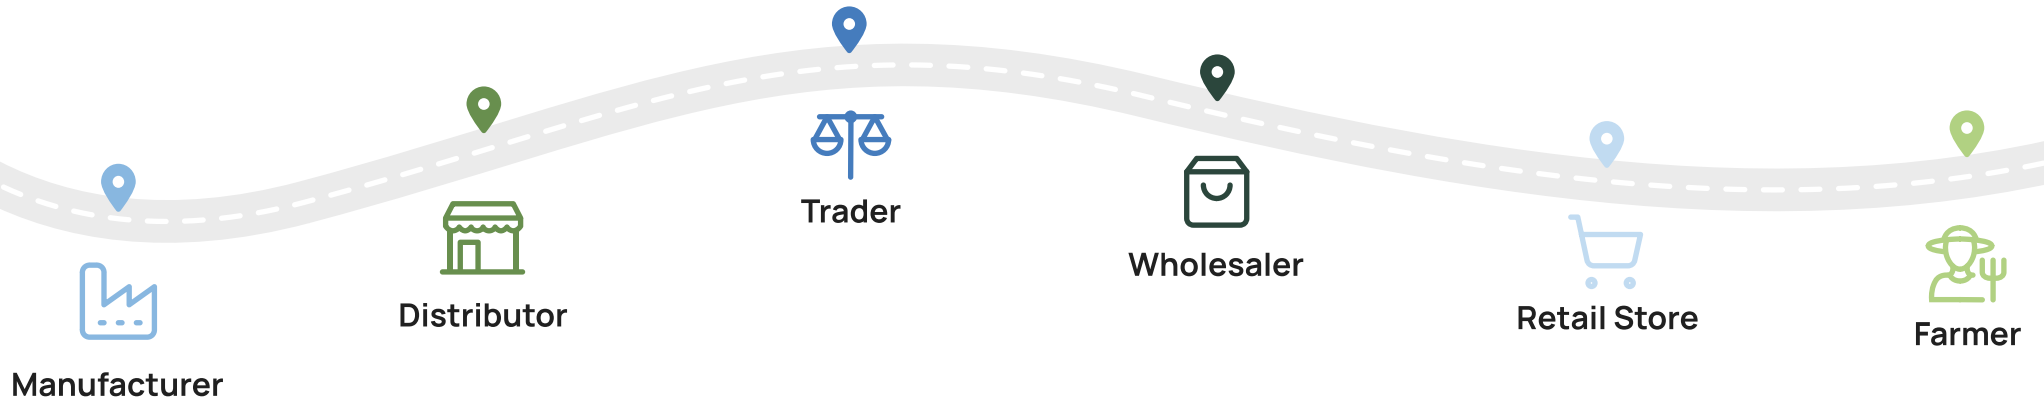 Manufacturer
Distributor
Trader
Wholesaler
Retail Store
Farmer